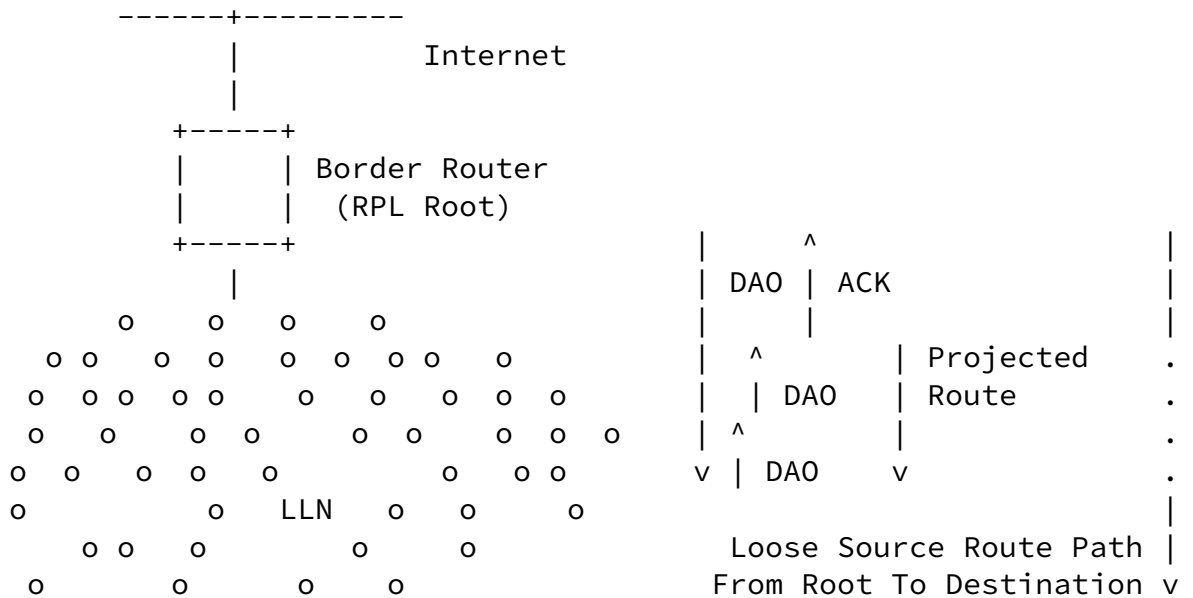 Internet
Border Router
(RPL Root)
DAO ACK
o o o o
o o o o o o o o o Projected
o o o o o o o o o o DAO Route
o o o o o o o o o
o o o o o o o o DAO
o o LLN o o o
o o o o o Loose Source Route Path
o o o o From Root To Destination v